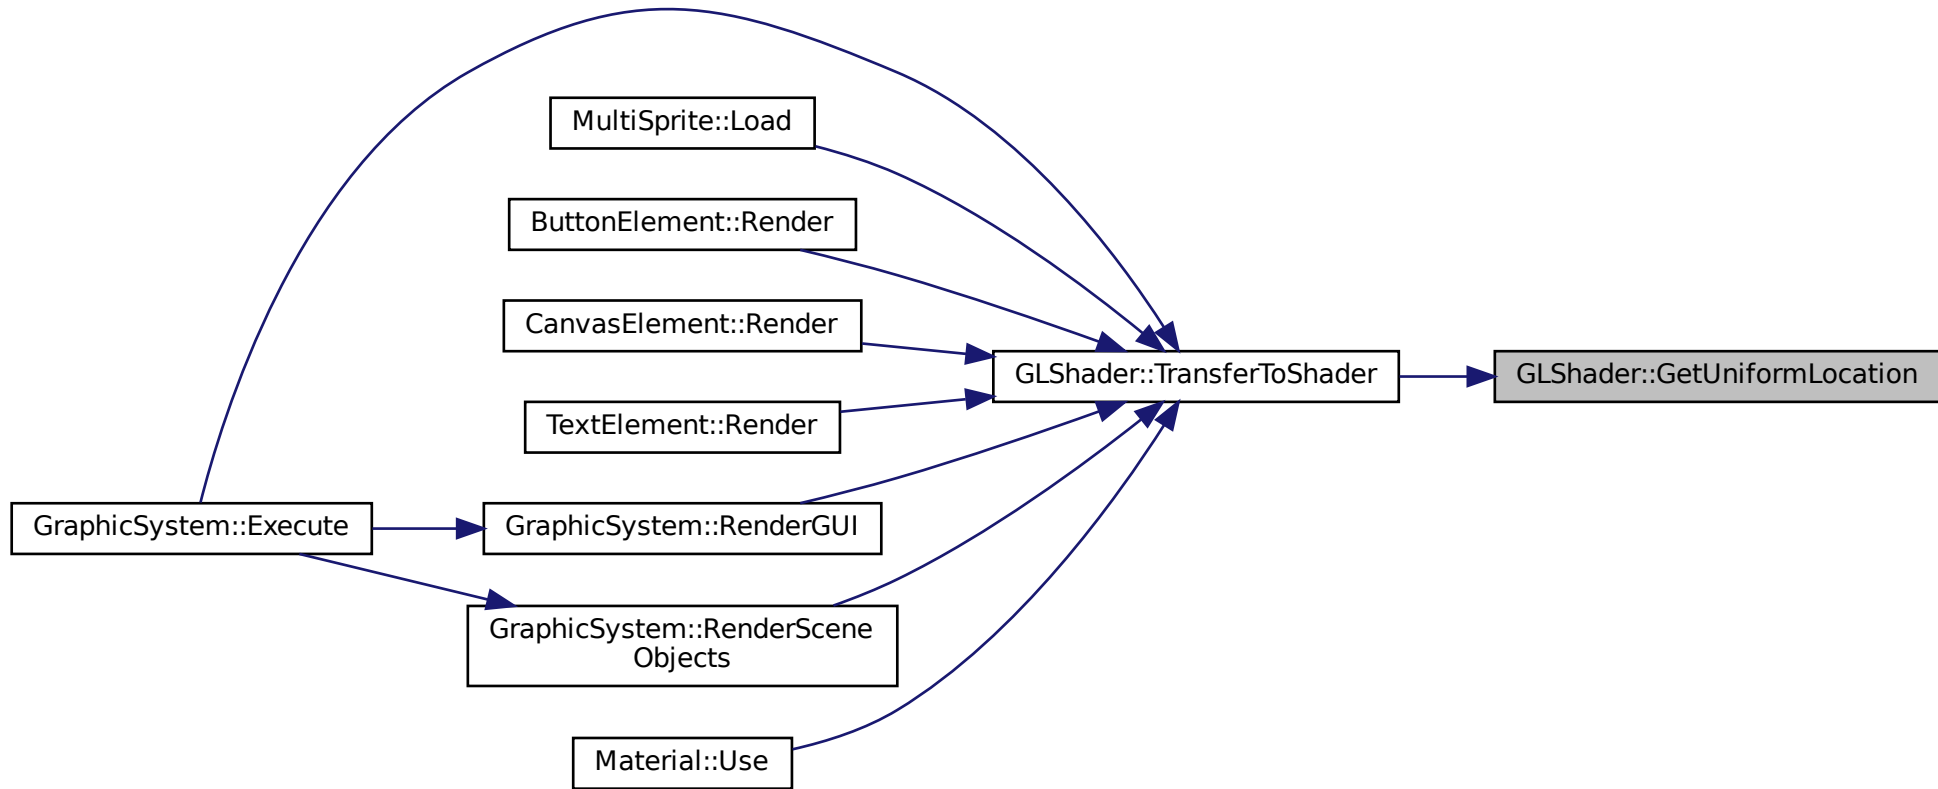 MultiSprite::Load
ButtonElement::Render
CanvasElement::Render
GLShader::TransferToShader
GLShader::GetUniformLocation
TextElement::Render
GraphicSystem::Execute
GraphicSystem::RenderGUI
GraphicSystem::RenderScene
Objects
Material::Use